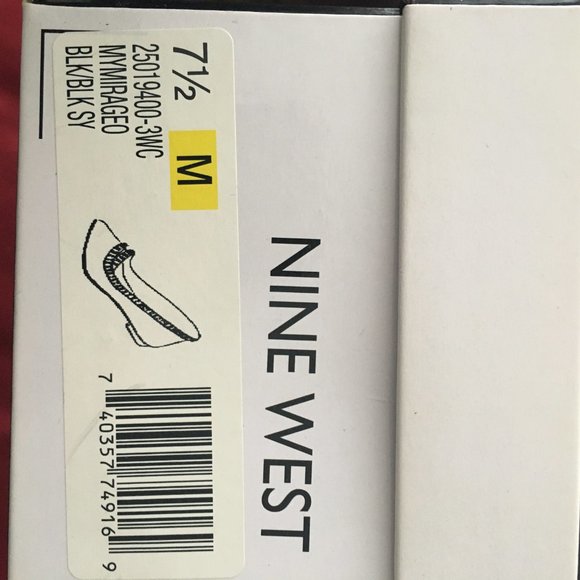 7½ M
25019400-3WC
MYMIRAGEO
BLK/BLK SY
7 40357 74916 9
NINE WEST